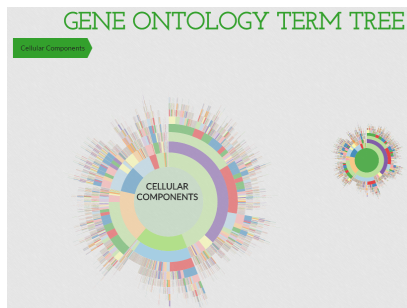 GENE ONTOLOGY TERM TREE
Cellular Components
CELLULAR
COMPONENTS